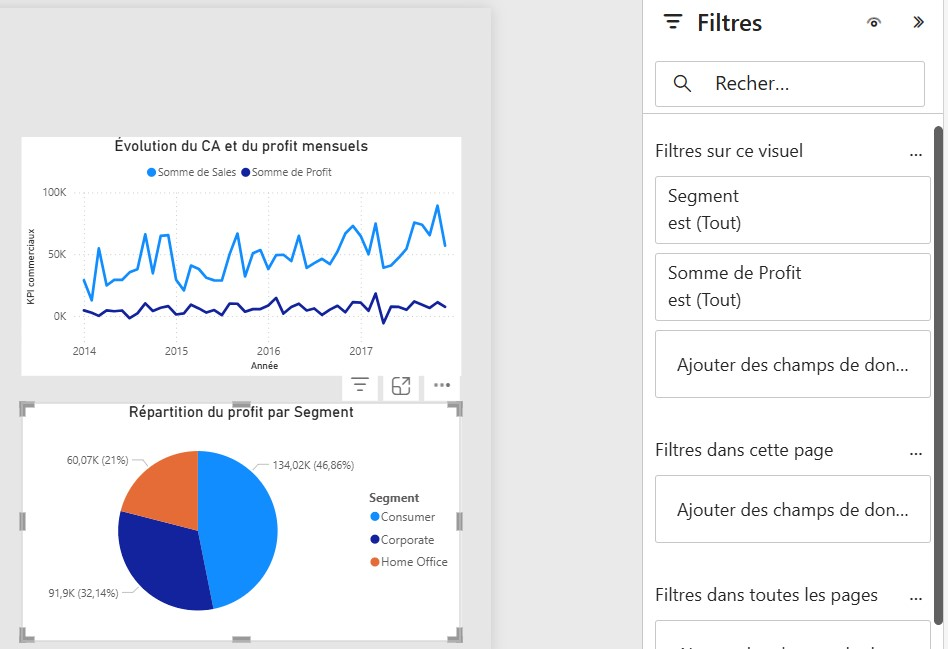 Filtres
Recher...
Filtres sur ce visuel
...
Segment
est (Tout)
Somme de Profit
est (Tout)
Ajouter des champs de don...
Filtres dans cette page
...
Ajouter des champs de don...
Filtres dans toutes les pages
...
Évolution du CA et du profit mensuels
Somme de Sales Somme de Profit
KPI commerciaux
100K
50K
0K
2014 2015 2016 2017
Année
Répartition du profit par Segment
60,07K (21%)
134,02K (46,86%)
91,9K (32,14%)
Segment
Consumer
Corporate
Home Office